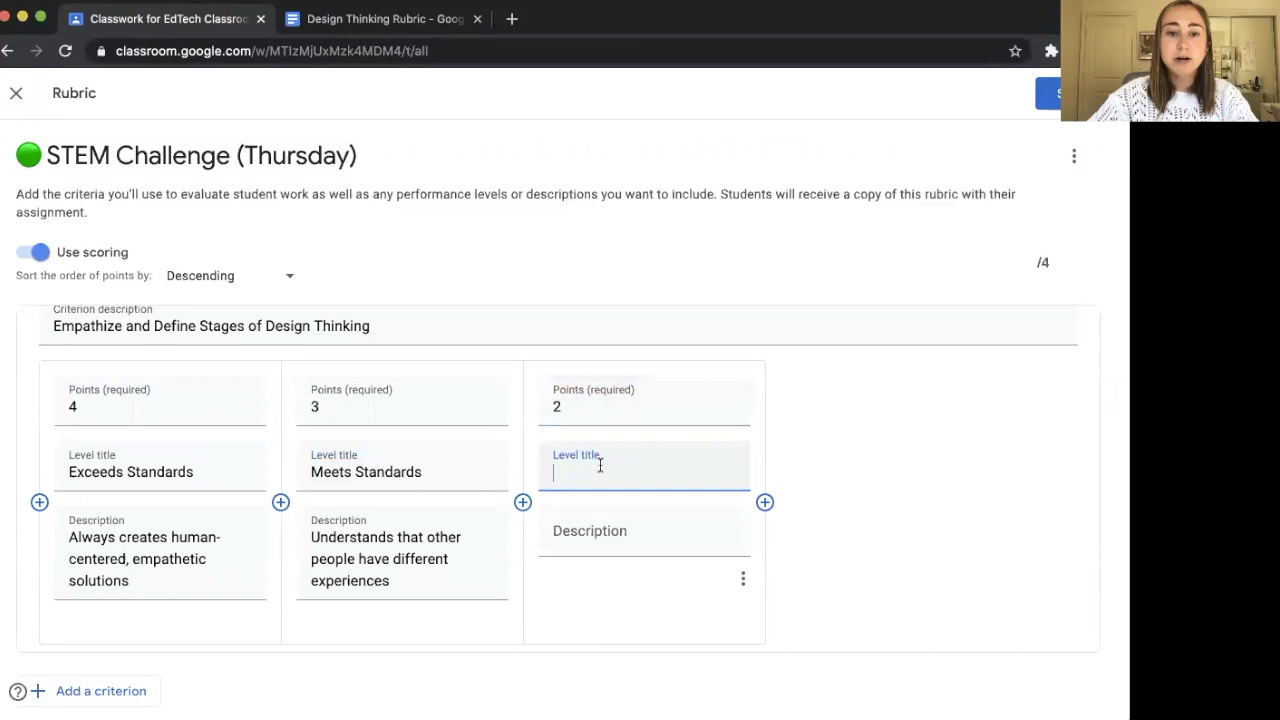 Classwork for EdTech Classroo
Design Thinking Rubric - Goog
classroom.google.com/w/MTIzMjUxMzk4MDM4/t/all
Rubric
S
STEM Challenge (Thursday)
Add the criteria you'll use to evaluate student work as well as any performance levels or descriptions you want to include. Students will receive a copy of this rubric with their
assignment.
Use scoring
Sort the order of points by: Descending
/4
Criterion description
Empathize and Define Stages of Design Thinking
Points (required)
4
Level title
Exceeds Standards
Description
Always creates human-
centered, empathetic
solutions
Points (required)
3
Level title
Meets Standards
Description
Understands that other
people have different
experiences
Points (required)
2
Level title
Description
Add a criterion